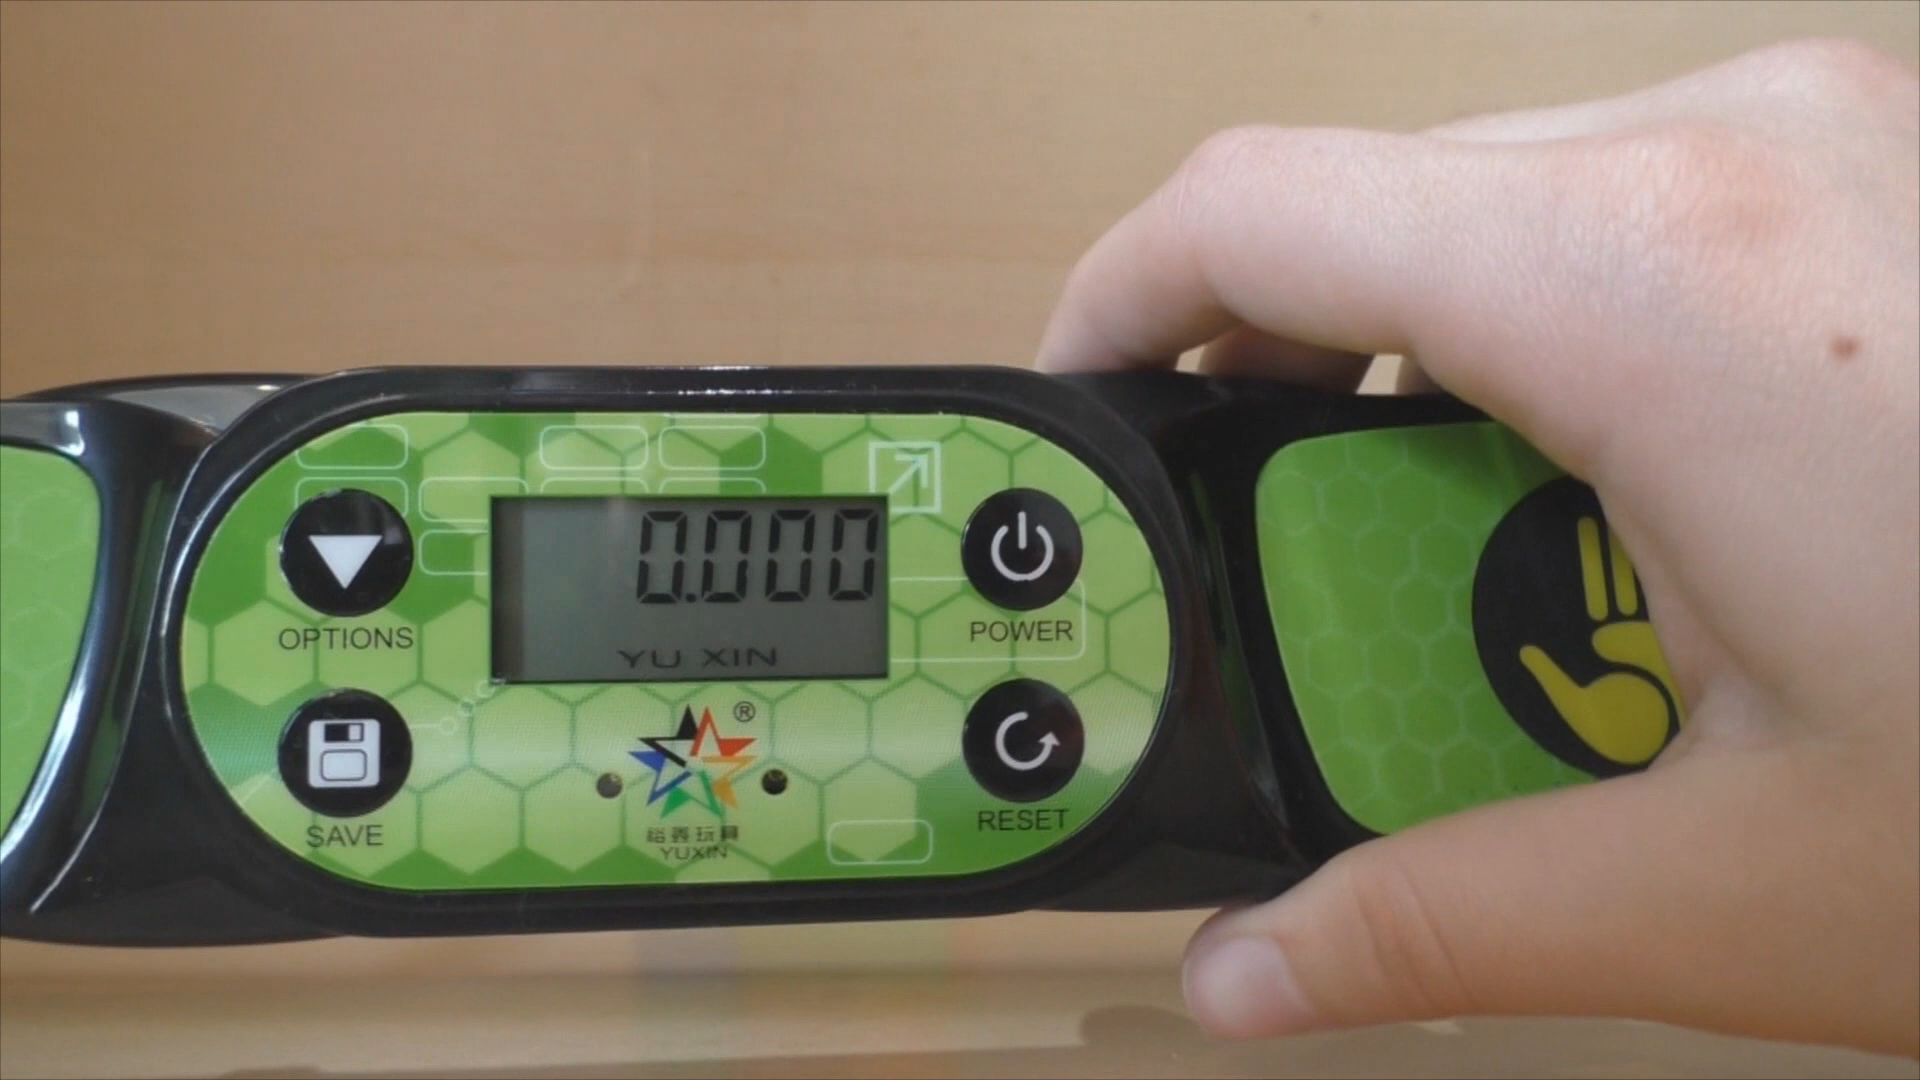 0.000
YU XIN
OPTIONS
POWER
SAVE
RESET
®
裕鑫玩具
YUXIN